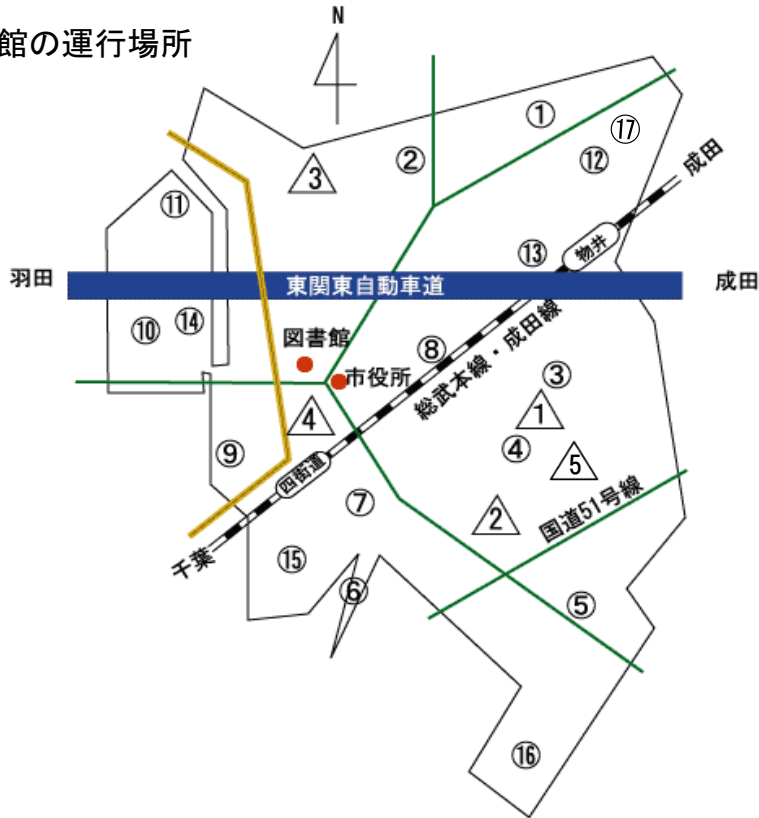 館の運行場所
N
①
⑰
②
⑫
3
成田
⑪
物井
⑬
羽田
東関東自動車道
成田
⑩
⑭
図書館
⑧
市役所
総武本線・成田線
③
1
4
④
⑨
5
四街道
⑦
2
国道51号線
千葉
⑮
⑥
⑤
⑯